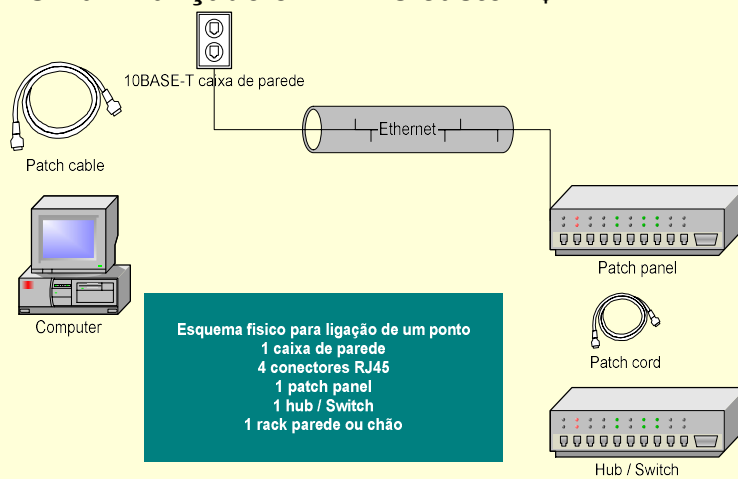 10BASE-T caixa de parede
Ethernet
Patch cable
Patch panel
Computer
Patch cord
Esquema fisico para ligação de um ponto
1 caixa de parede
4 conectores RJ45
1 patch panel
1 hub / Switch
1 rack parede ou chão
Hub / Switch